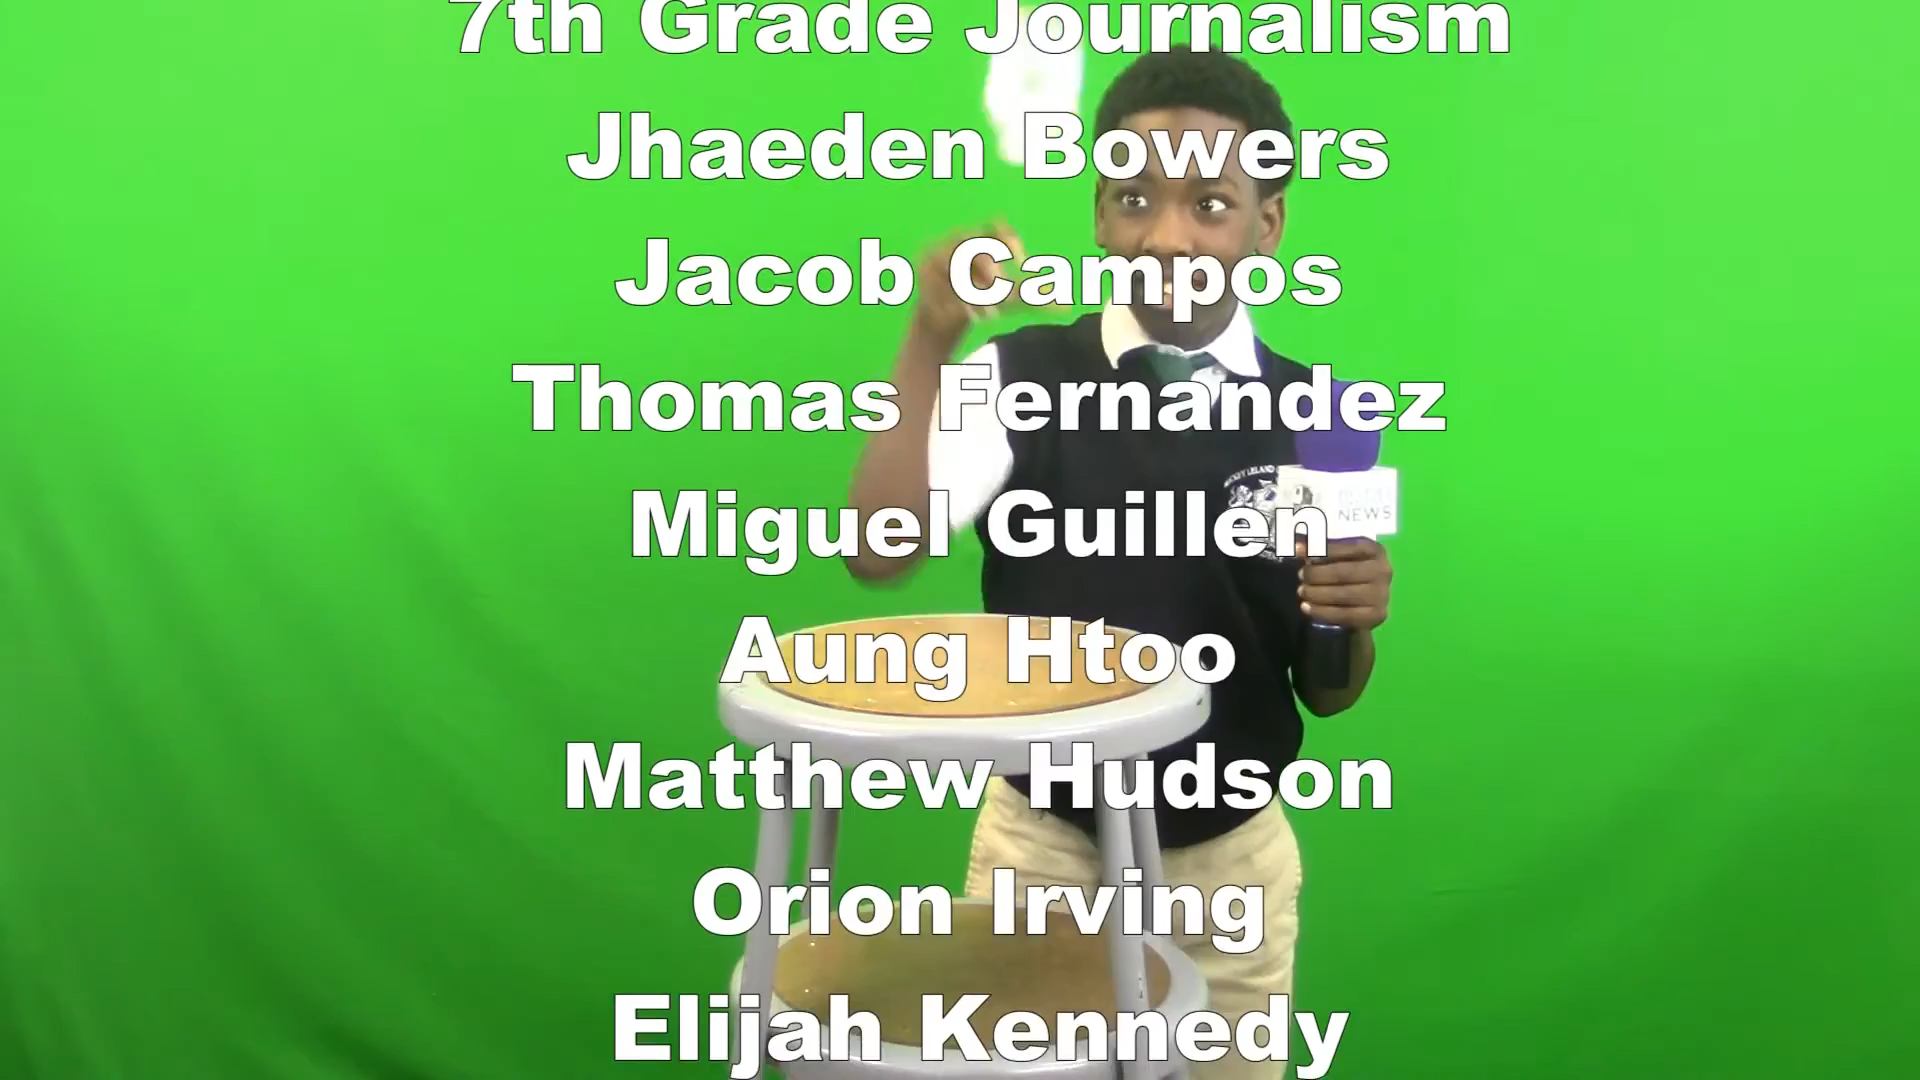 7th Grade Journalism
Jhaeden Bowers
Jacob Campos
Thomas Fernandez
Miguel Guillen
Aung Htoo
Matthew Hudson
Orion Irving
Elijah Kennedy
NEWS